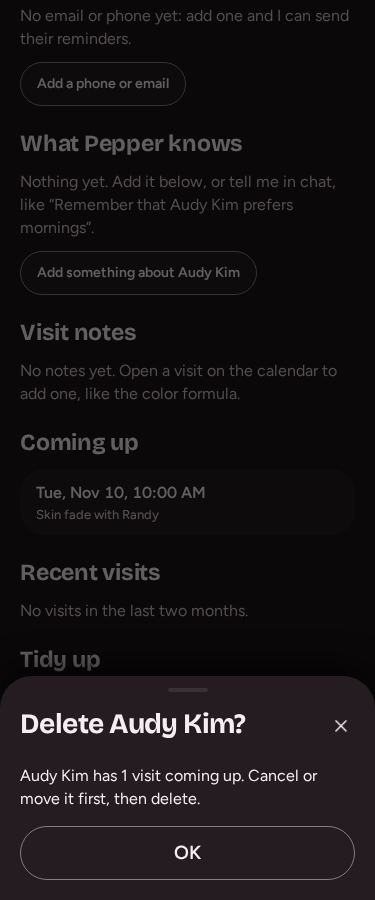 No email or phone yet: add one and I can send
their reminders.
Add a phone or email
What Pepper knows
Nothing yet. Add it below, or tell me in chat,
like “Remember that Audy Kim prefers
mornings”.
Add something about Audy Kim
Visit notes
No notes yet. Open a visit on the calendar to
add one, like the color formula.
Coming up
Tue, Nov 10, 10:00 AM
Skin fade with Randy
Recent visits
No visits in the last two months.
Tidy up
Delete Audy Kim?
Audy Kim has 1 visit coming up. Cancel or
move it first, then delete.
OK